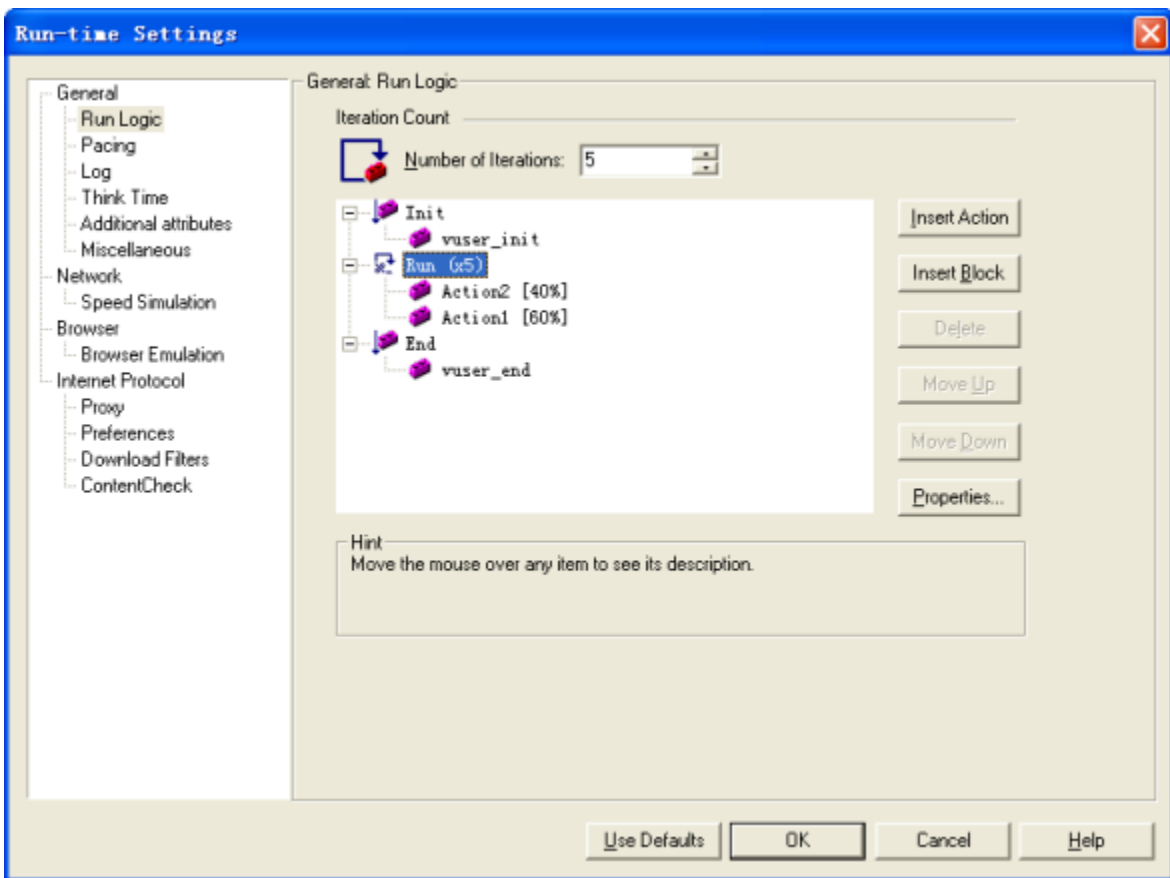 Run-time Settings
General
Run Logic
Pacing
Log
Think Time
Additional attributes
Miscellaneous
Network
Speed Simulation
Browser
Browser Emulation
Internet Protocol
Proxy
Preferences
Download Filters
ContentCheck
General: Run Logic
Iteration Count
Number of Iterations: 5
Init
vuser_init
Run (x5)
Action2 [40%]
Action1 [60%]
End
vuser_end
Insert Action
Insert Block
Delete
Move Up
Move Down
Properties...
Hint
Move the mouse over any item to see its description.
Use Defaults OK Cancel Help